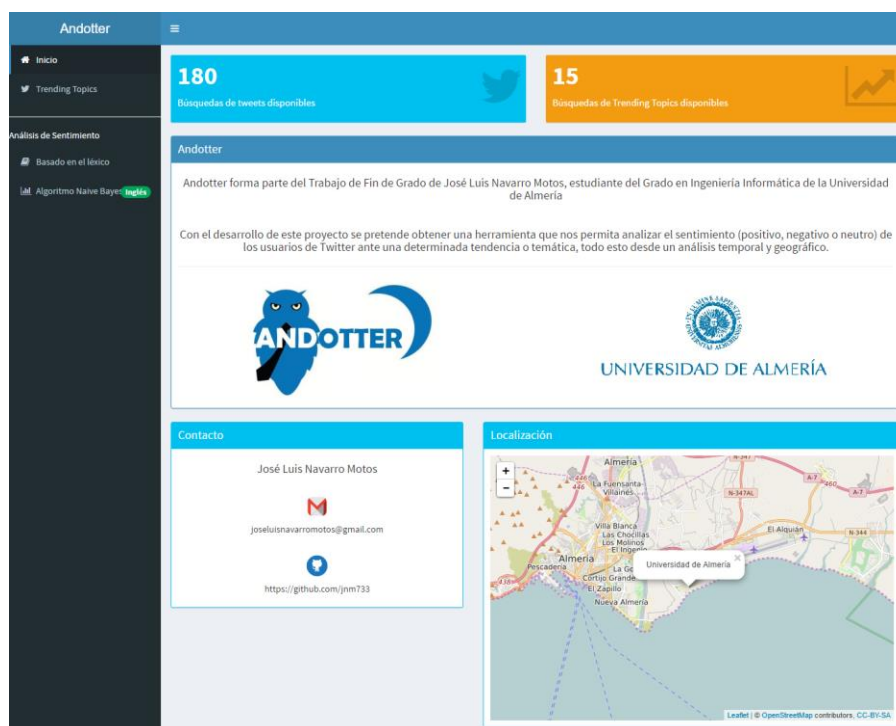 Andotter
Inicio
Trending Topics
Análisis de Sentimiento
Basado en el léxico
Algoritmo Naive Bayes Inglés
180
Búsquedas de tweets disponibles
15
Búsquedas de Trending Topics disponibles
Andotter
Andotter forma parte del Trabajo de Fin de Grado de José Luis Navarro Motos, estudiante del Grado en Ingeniería Informática de la Universidad
de Almería
Con el desarrollo de este proyecto se pretende obtener una herramienta que nos permita analizar el sentimiento (positivo, negativo o neutro) de
los usuarios de Twitter ante una determinada tendencia o temática, todo esto desde un análisis temporal y geográfico.
ANDOTTER
UNIVERSIDAD DE ALMERÍA
Contacto
José Luis Navarro Motos
joseluisnavarromotos@gmail.com
https://github.com/jnm733
Localización
+
−
Almería
La Fuensanta
Villaines
446
N-347
N-347AL
A-7
460
A-7
Villa Blanca
Las Chocillas
Los Molinos
El Ingenio
El Alquián
N-344
Almería
Pescadería
Universidad de Almería
×
Cortijo Grande
El Zapillo
Nueva Almería
Leaflet | © OpenStreetMap contributors, CC-BY-SA